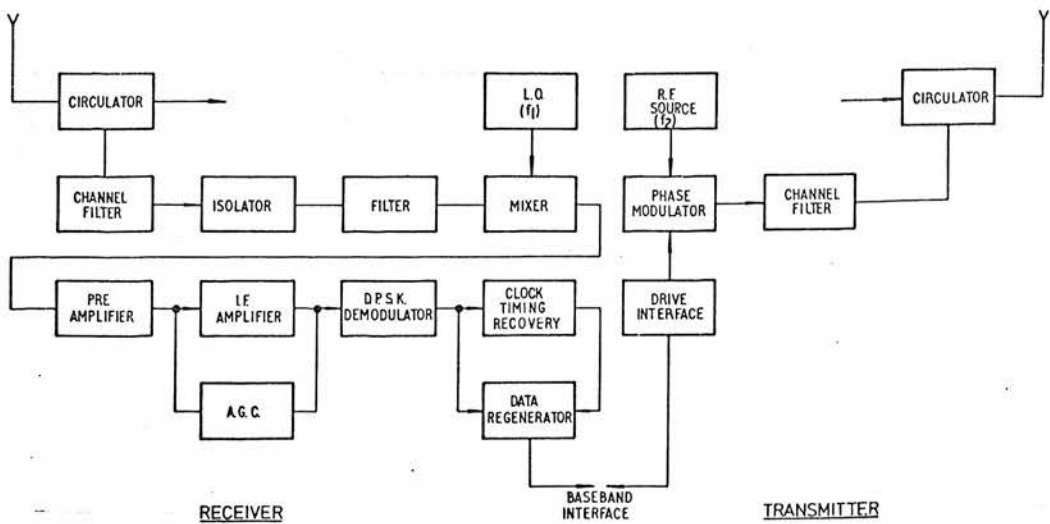 CIRCULATOR
L.O.
(f1)
R.F
SOURCE
(f2)
CIRCULATOR
CHANNEL
FILTER
ISOLATOR
FILTER
MIXER
PHASE
MODULATOR
CHANNEL
FILTER
PRE
AMPLIFIER
I.F
AMPLIFIER
D.P.S.K.
DEMODULATOR
CLOCK
TIMING
RECOVERY
DRIVE
INTERFACE
A.G.C.
DATA
REGENERATOR
BASEBAND
INTERFACE
RECEIVER
TRANSMITTER